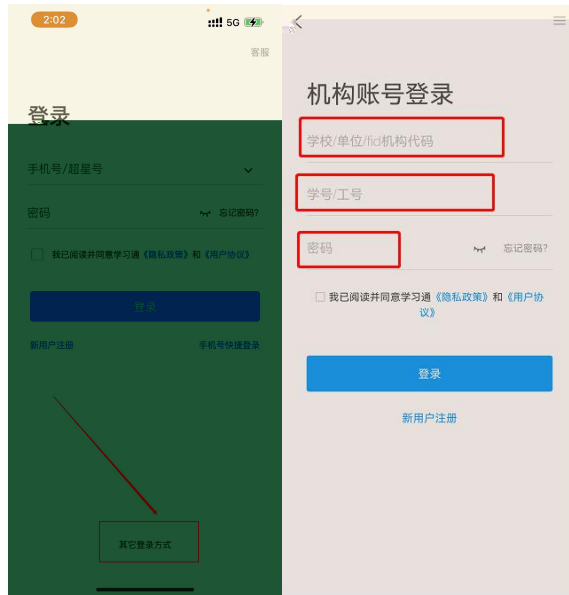 2:02
5G
客服
登录
手机号/超星号
密码
忘记密码?
我已阅读并同意学习通《隐私政策》和《用户协议》
登录
新用户注册
手机号快捷登录
其它登录方式
机构账号登录
学校/单位/fid机构代码
学号/工号
密码
忘记密码?
我已阅读并同意学习通《隐私政策》和《用户协
议》
登录
新用户注册